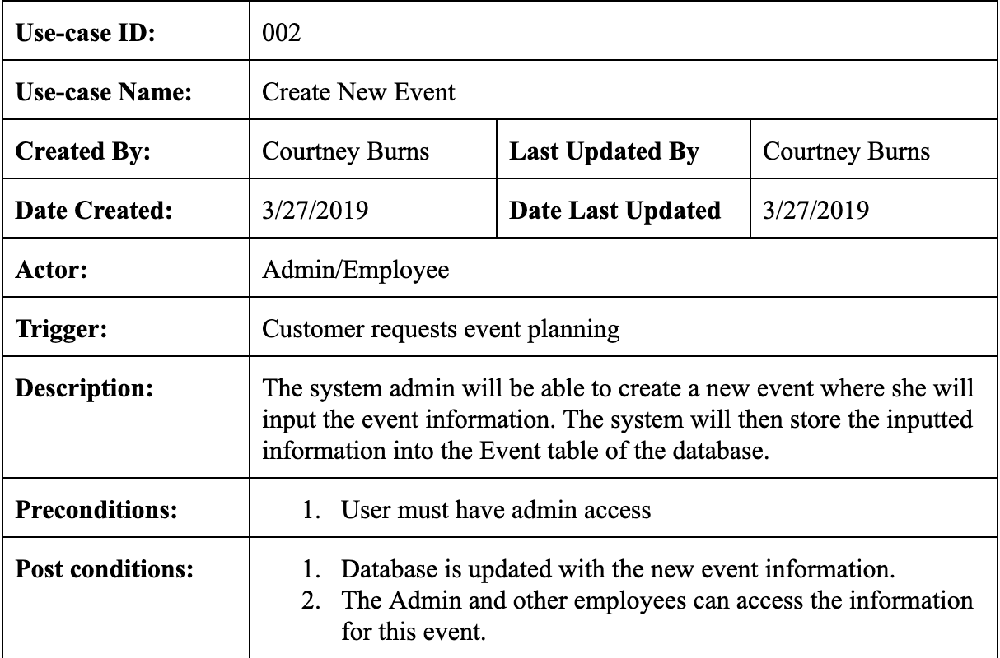 Use-case ID: 002
Use-case Name: Create New Event
Created By: Courtney Burns Last Updated By Courtney Burns
Date Created: 3/27/2019 Date Last Updated 3/27/2019
Actor: Admin/Employee
Trigger: Customer requests event planning
Description: The system admin will be able to create a new event where she will
input the event information. The system will then store the inputted
information into the Event table of the database.
Preconditions: 1. User must have admin access
Post conditions: 1. Database is updated with the new event information.
2. The Admin and other employees can access the information
for this event.